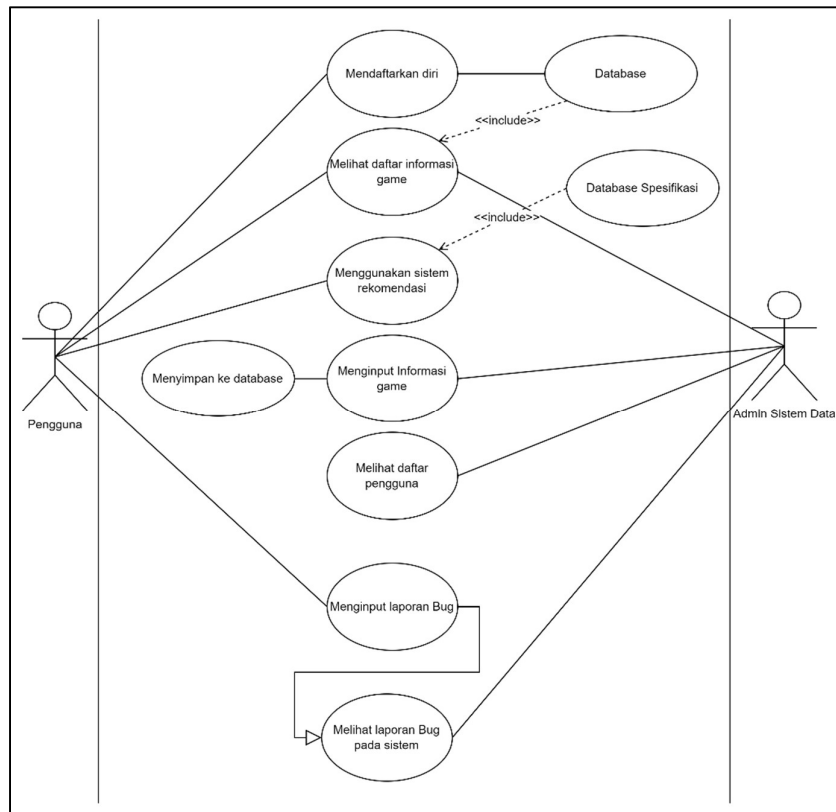 Mendaftarkan diri
Database
<<include>>
Melihat daftar informasi
game
Database Spesifikasi
<<include>>
Menggunakan sistem
rekomendasi
Menyimpan ke database
Menginput Informasi
game
Pengguna
Admin Sistem Data
Melihat daftar
pengguna
Menginput laporan Bug
Melihat laporan Bug
pada sistem